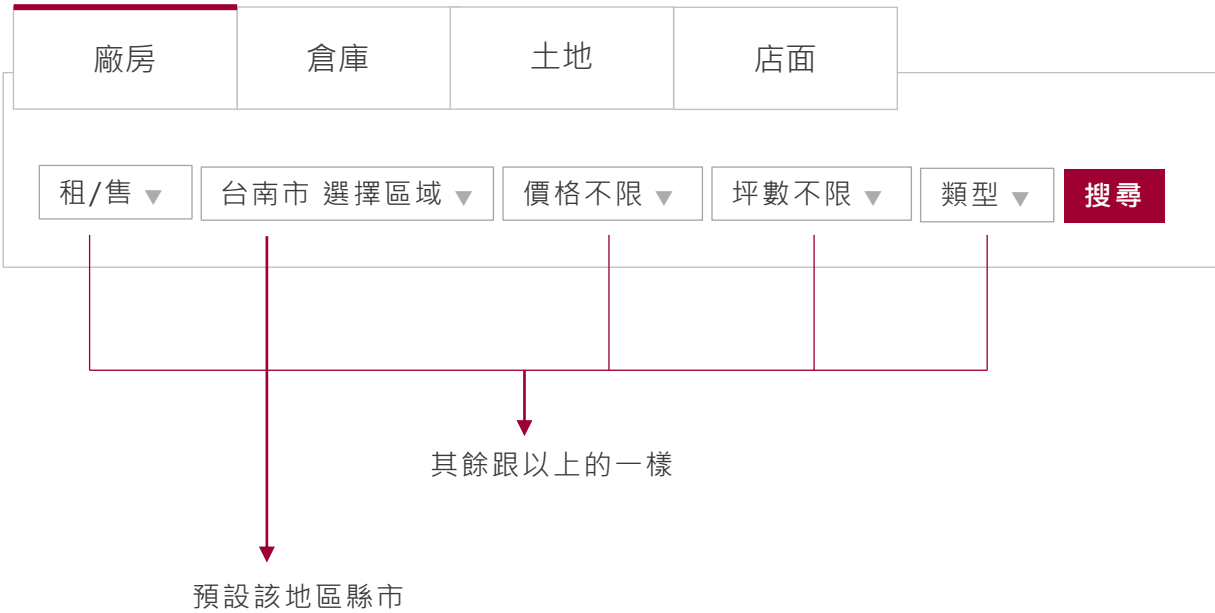 廠房 倉庫 土地 店面
租/售 ▼ 台南市 選擇區域 ▼ 價格不限 ▼ 坪數不限 ▼ 類型 ▼ 搜尋
其餘跟以上的一樣
預設該地區縣市